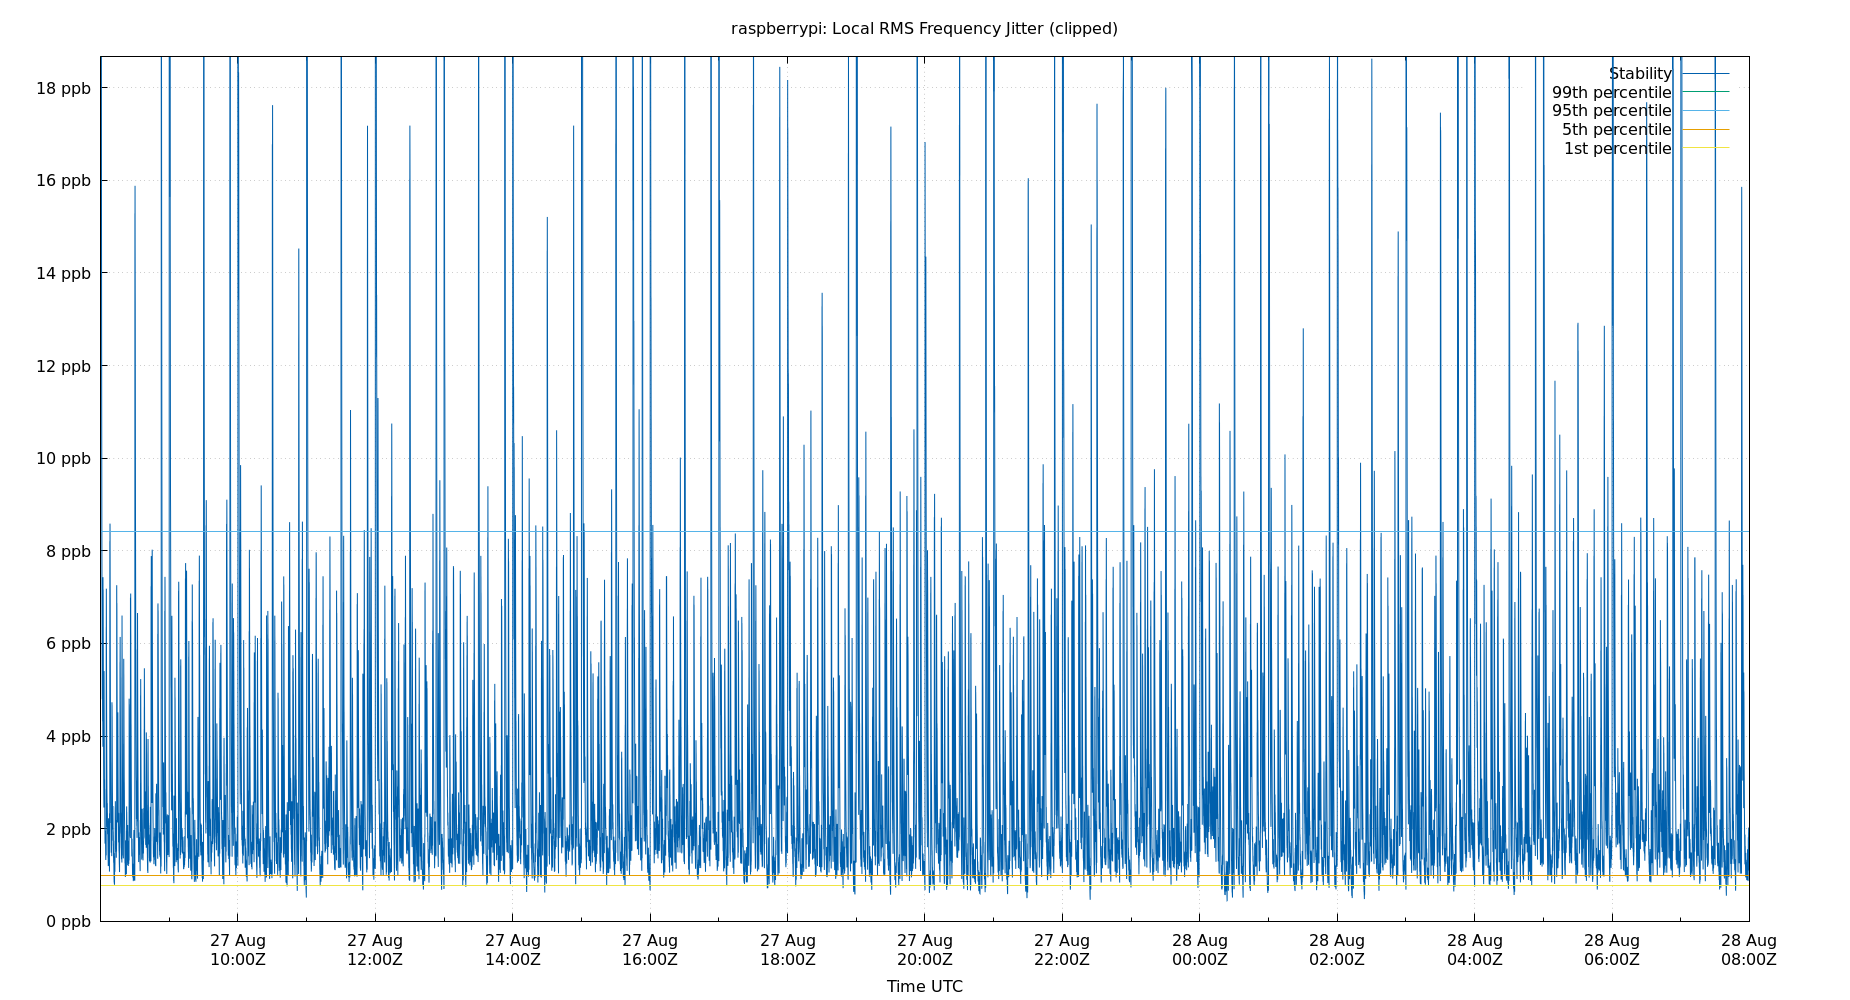 raspberrypi: Local RMS Frequency Jitter (clipped)
Stability
99th percentile
95th percentile
5th percentile
1st percentile
18 ppb
16 ppb
14 ppb
12 ppb
10 ppb
8 ppb
6 ppb
4 ppb
2 ppb
0 ppb
27 Aug 27 Aug 27 Aug 27 Aug 27 Aug 27 Aug 27 Aug 28 Aug 28 Aug 28 Aug 28 Aug 28 Aug
10:00Z 12:00Z 14:00Z 16:00Z 18:00Z 20:00Z 22:00Z 00:00Z 02:00Z 04:00Z 06:00Z 08:00Z
Time UTC